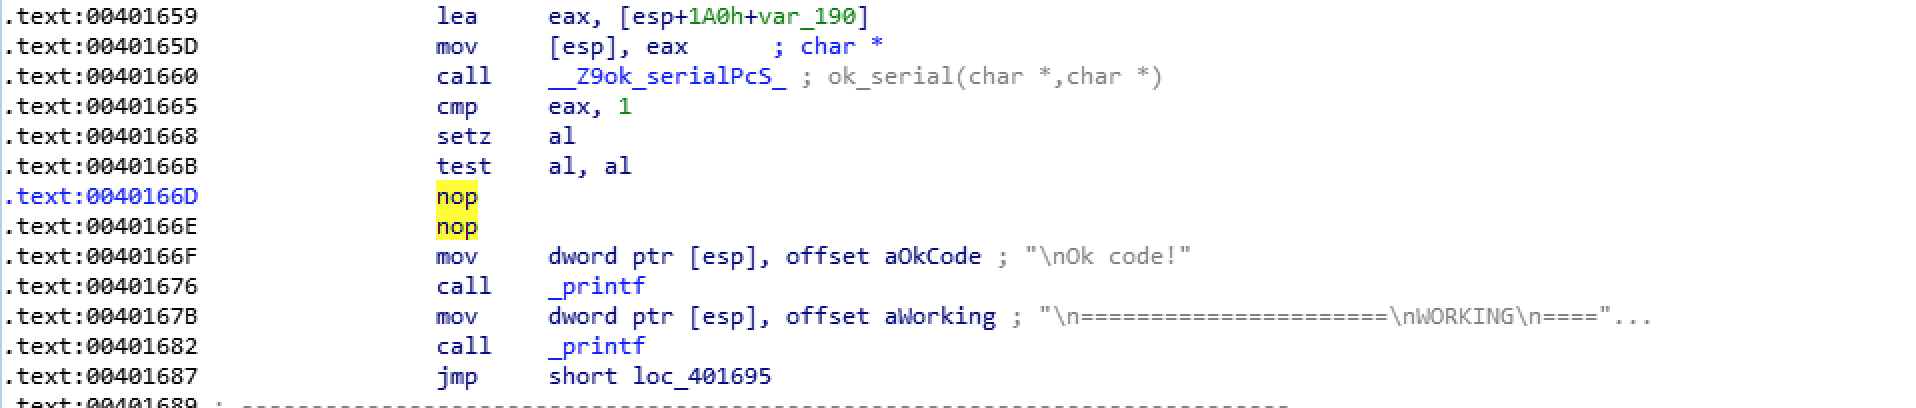 .text:00401659 lea eax, [esp+1A0h+var_190]
.text:0040165D mov [esp], eax ; char *
.text:00401660 call __Z9ok_serialPcS_ ; ok_serial(char *,char *)
.text:00401665 cmp eax, 1
.text:00401668 setz al
.text:0040166B test al, al
.text:0040166D nop
.text:0040166E nop
.text:0040166F mov dword ptr [esp], offset aOkCode ; "\nOk code!"
.text:00401676 call _printf
.text:0040167B mov dword ptr [esp], offset aWorking ; "\n======================\nWORKING\n===="...
.text:00401682 call _printf
.text:00401687 jmp short loc_401695
.text:00401689 ; ---------------------------------------------------------------------------